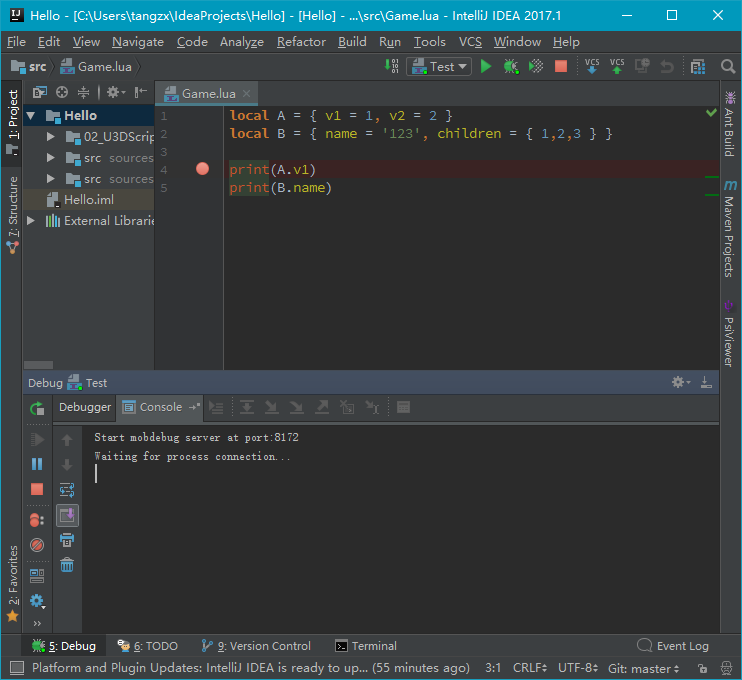 Hello - [C:\Users\tangzx\IdeaProjects\Hello] - [Hello] - ...\src\Game.lua - IntelliJ IDEA 2017.1
File Edit View Navigate Code Analyze Refactor Build Run Tools VCS Window Help
src Game.lua Test VCS VCS
1: Project
7: Structure
2: Favorites
Hello
02_U3DScrip
src sources
src sources
Hello.iml
External Librarie
Game.lua
1 local A = { v1 = 1, v2 = 2 }
2 local B = { name = '123', children = { 1,2,3 } }
3
4 print(A.v1)
5 print(B.name)
Ant Build
Maven Projects
PsiViewer
Debug Test
Debugger Console
Start mobdebug server at port:8172
Waiting for process connection...
5: Debug 6: TODO 9: Version Control Terminal Event Log
Platform and Plugin Updates: IntelliJ IDEA is ready to up... (55 minutes ago) 3:1 CRLF UTF-8 Git: master